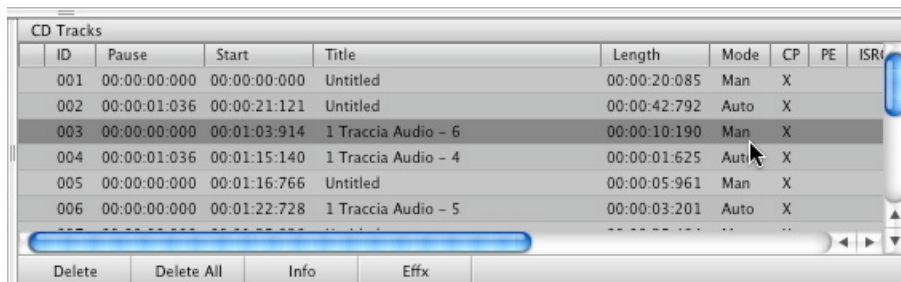 CD Tracks
ID Pause Start Title Length Mode CP PE ISR
001 00:00:00:000 00:00:00:000 Untitled 00:00:20:085 Man X
002 00:00:01:036 00:00:21:121 Untitled 00:00:42:792 Auto X
003 00:00:00:000 00:01:03:914 1 Traccia Audio – 6 00:00:10:190 Man X
004 00:00:01:036 00:01:15:140 1 Traccia Audio – 4 00:00:01:625 Auto X
005 00:00:00:000 00:01:16:766 Untitled 00:00:05:961 Man X
006 00:00:00:000 00:01:22:728 1 Traccia Audio – 5 00:00:03:201 Auto X
Delete Delete All Info Effx